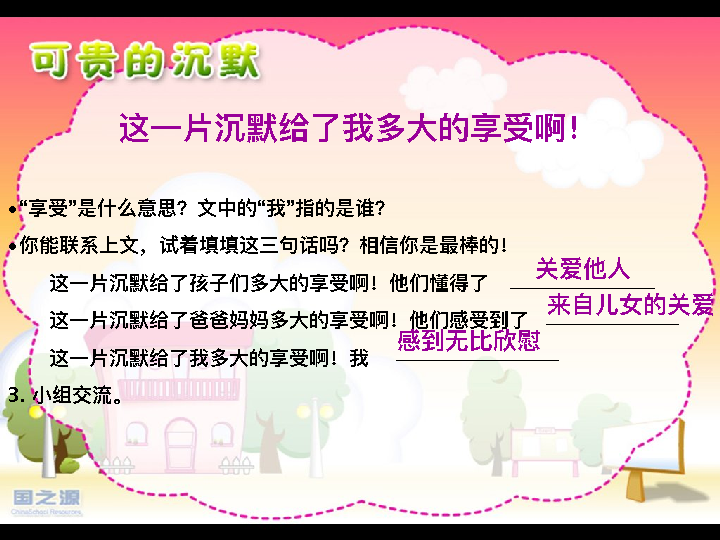 可贵的沉默
这一片沉默给了我多大的享受啊！
•“享受”是什么意思？文中的“我”指的是谁？
•你能联系上文，试着填填这三句话吗？相信你是最棒的！
这一片沉默给了孩子们多大的享受啊！他们懂得了 关爱他人
这一片沉默给了爸爸妈妈多大的享受啊！他们感受到了 来自儿女的关爱
这一片沉默给了我多大的享受啊！我 感到无比欣慰
3. 小组交流。
国之源
ChinaSchool Resources